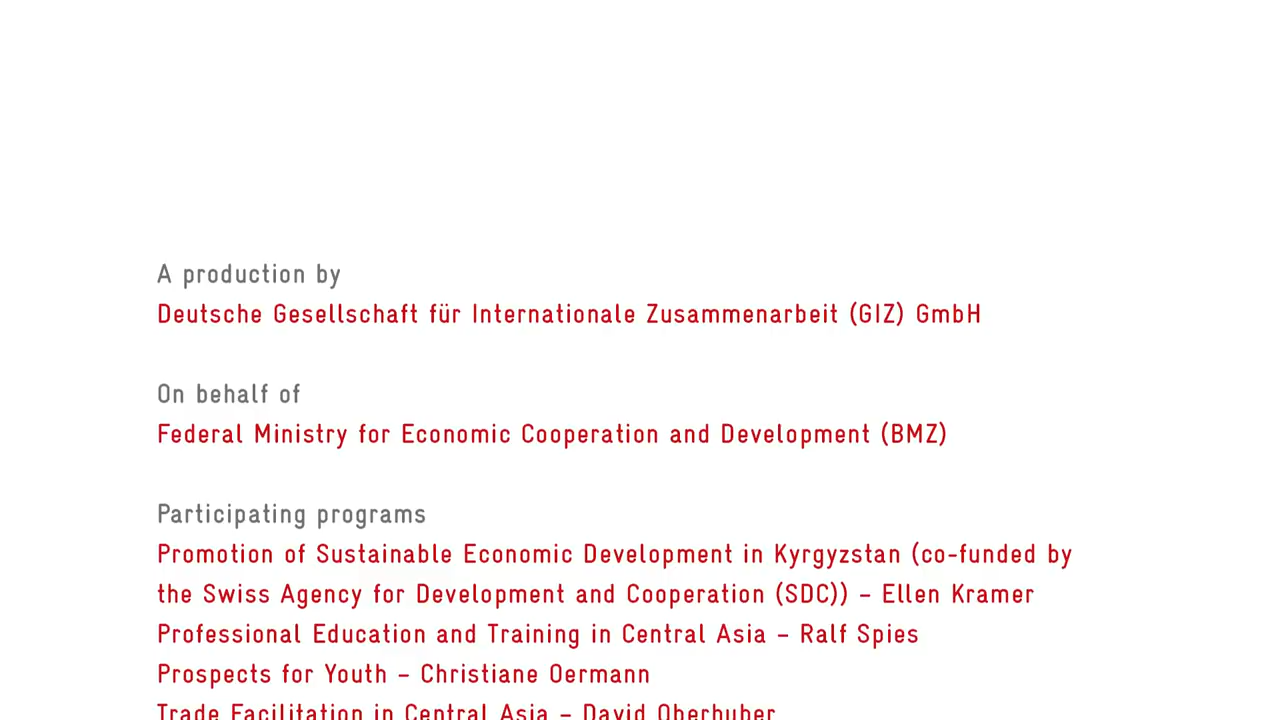 A production by
Deutsche Gesellschaft für Internationale Zusammenarbeit (GIZ) GmbH
On behalf of
Federal Ministry for Economic Cooperation and Development (BMZ)
Participating programs
Promotion of Sustainable Economic Development in Kyrgyzstan (co-funded by
the Swiss Agency for Development and Cooperation (SDC)) – Ellen Kramer
Professional Education and Training in Central Asia – Ralf Spies
Prospects for Youth – Christiane Oermann
Trade Facilitation in Central Asia – David Oberhuber